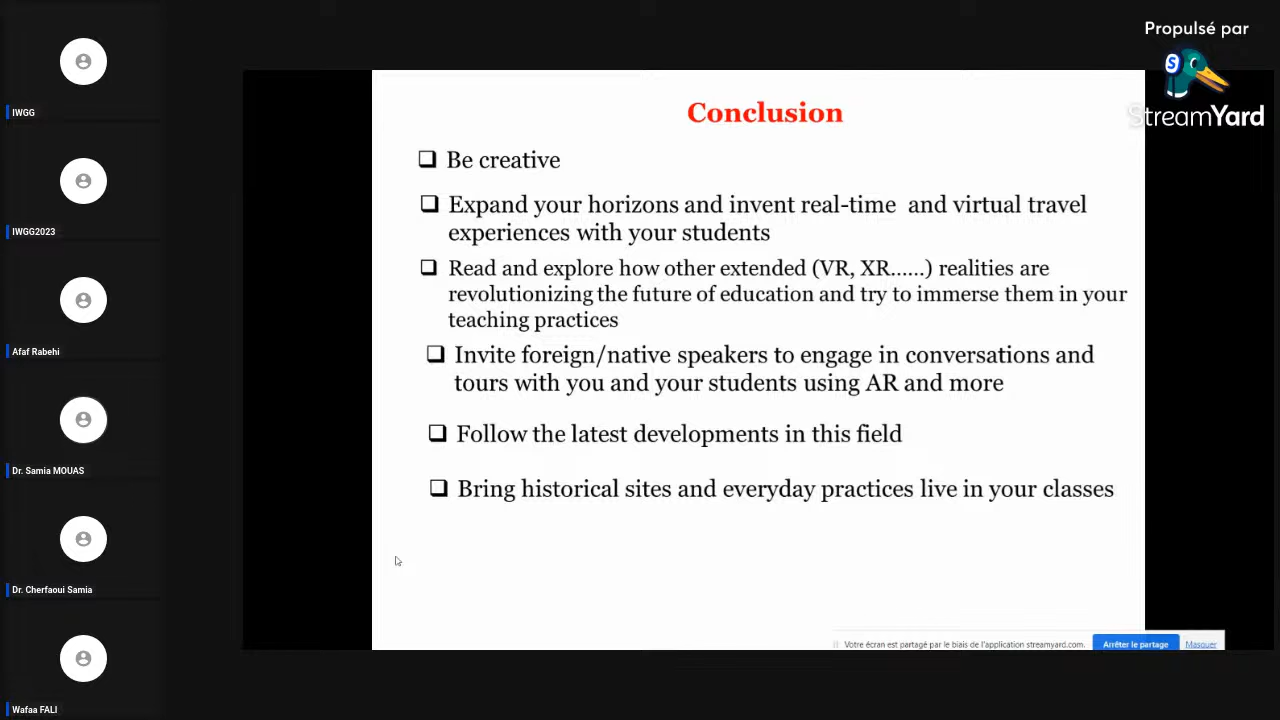 IWGG
IWGG2023
Afaf Rabehi
Dr. Samia MOUAS
Dr. Cherfaoui Samia
Wafaa FALI
Propulsé par
S
StreamYard
Conclusion
Be creative
Expand your horizons and invent real-time and virtual travel
experiences with your students
Read and explore how other extended (VR, XR......) realities are
revolutionizing the future of education and try to immerse them in your
teaching practices
Invite foreign/native speakers to engage in conversations and
tours with you and your students using AR and more
Follow the latest developments in this field
Bring historical sites and everyday practices live in your classes
Votre écran est partagé par le biais de l'application streamyard.com.
Arrêter le partage
Masquer